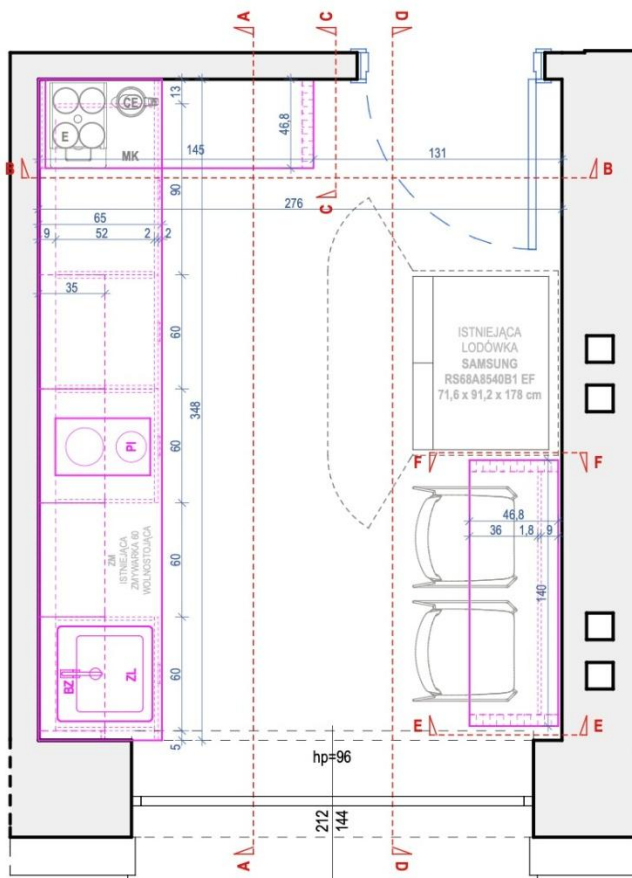 A
C
D
13
CE
E
MK
46,8
145
131
B
B
90
C
276
65
9
52
2
2
35
60
ISTNIEJĄCA
LODÓWKA
SAMSUNG
RS68A8540B1 EF
71,6 x 91,2 x 178 cm
348
60
PI
F
F
46,8
36
1,8
9
ZM
ISTNIEJĄCA
ZMYWARKA 60
WOLNOSTOJĄCA
60
140
BZ
ZL
60
E
E
5
hp=96
212
144
A
D